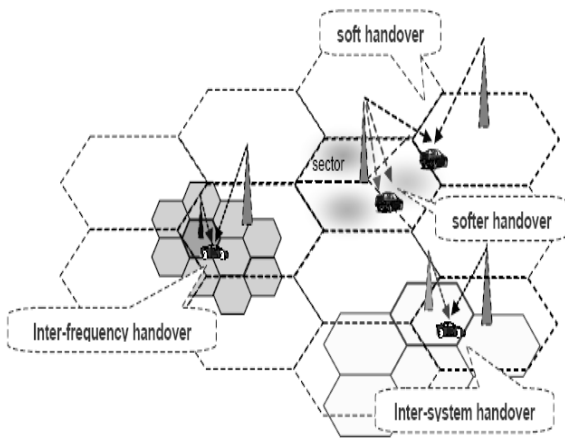 soft handover
sector
softer handover
Inter-frequency handover
Inter-system handover